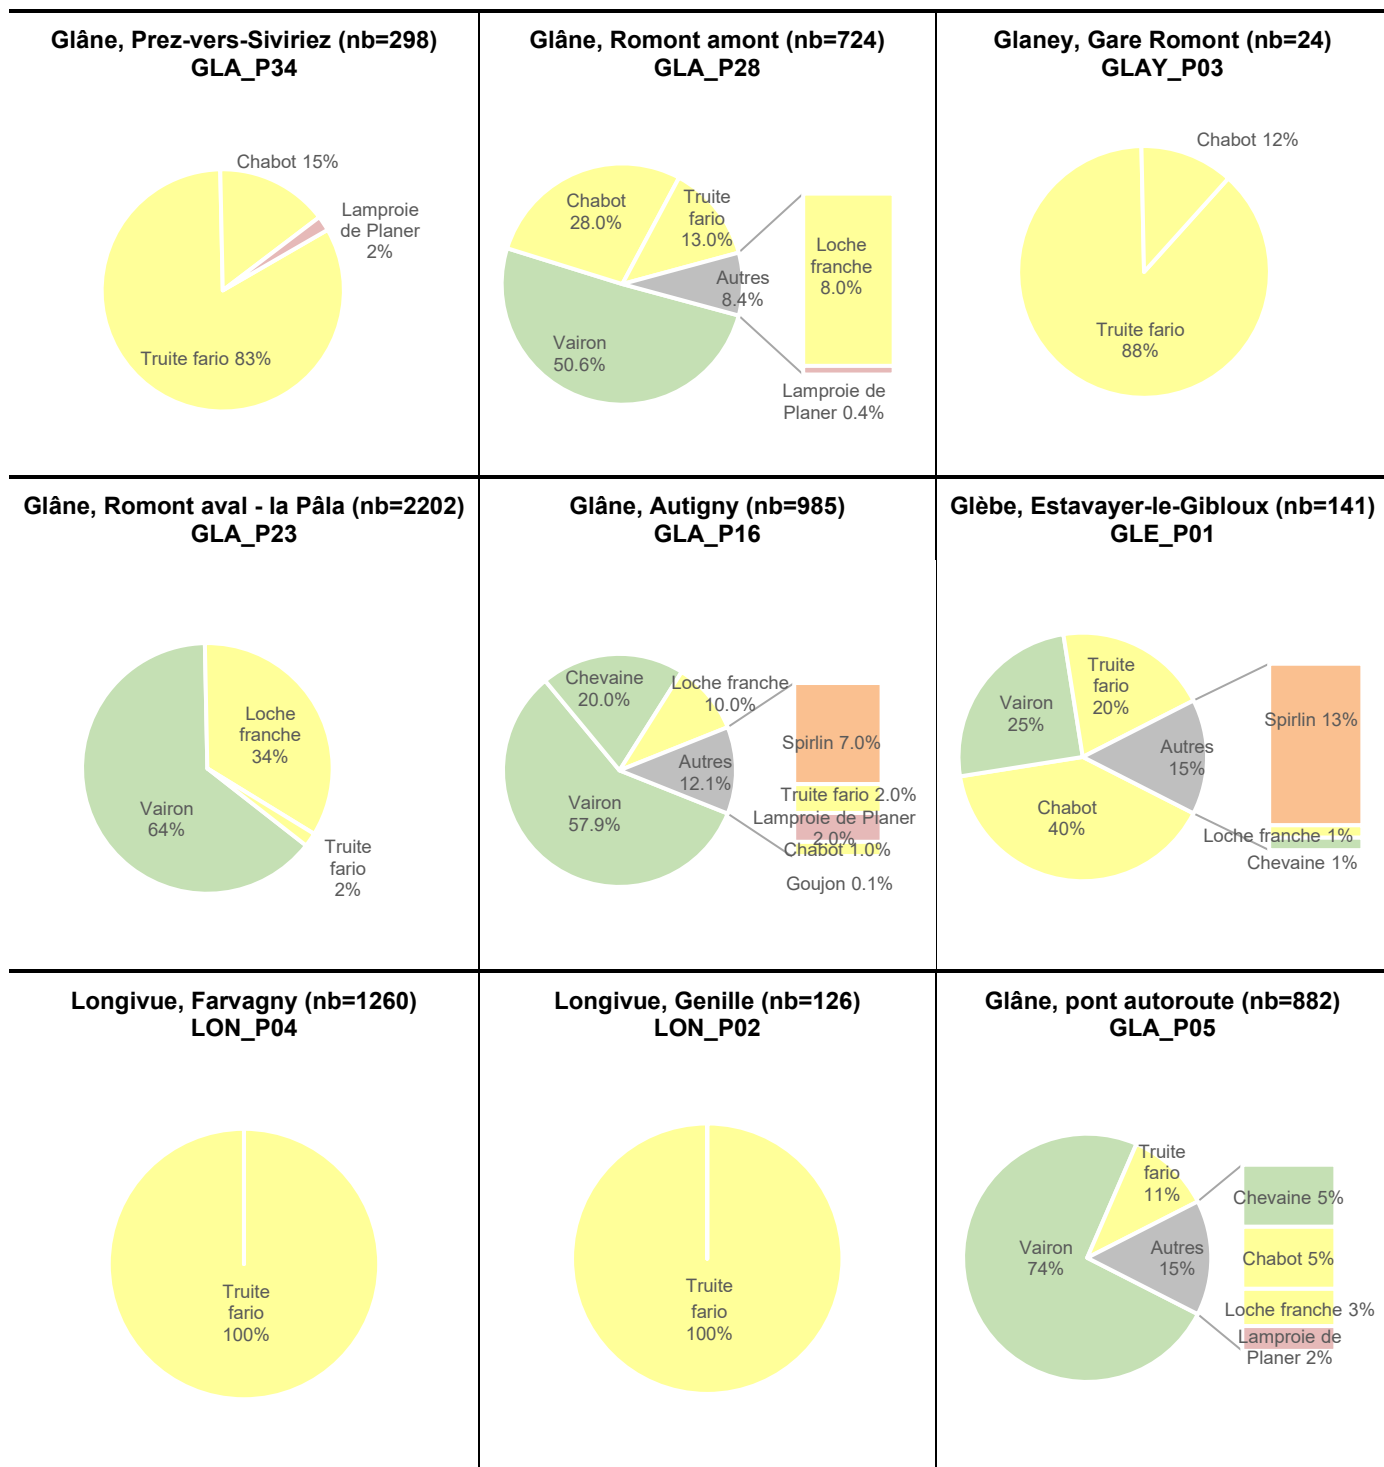 Glâne, Prez-vers-Siviriez (nb=298)
GLA_P34
Chabot 15%
Lamproie
de Planer
2%
Truite fario 83%
Glâne, Romont amont (nb=724)
GLA_P28
Chabot
28.0%
Truite
fario
13.0%
Autres
8.4%
Vairon
50.6%
Loche
franche
8.0%
Lamproie de
Planer 0.4%
Glaney, Gare Romont (nb=24)
GLAY_P03
Chabot 12%
Truite fario
88%
Glâne, Romont aval - la Pâla (nb=2202)
GLA_P23
Loche
franche
34%
Vairon
64%
Truite
fario
2%
Glâne, Autigny (nb=985)
GLA_P16
Chevaine
20.0%
Loche franche
10.0%
Autres
12.1%
Vairon
57.9%
Spirlin 7.0%
Truite fario 2.0%
Lamproie de Planer
2.0%
Chabot 1.0%
Goujon 0.1%
Glèbe, Estavayer-le-Gibloux (nb=141)
GLE_P01
Truite
fario
20%
Vairon
25%
Autres
15%
Chabot
40%
Spirlin 13%
Loche franche 1%
Chevaine 1%
Longivue, Farvagny (nb=1260)
LON_P04
Truite
fario
100%
Longivue, Genille (nb=126)
LON_P02
Truite
fario
100%
Glâne, pont autoroute (nb=882)
GLA_P05
Truite
fario
11%
Vairon
74%
Autres
15%
Chevaine 5%
Chabot 5%
Loche franche 3%
Lamproie de
Planer 2%